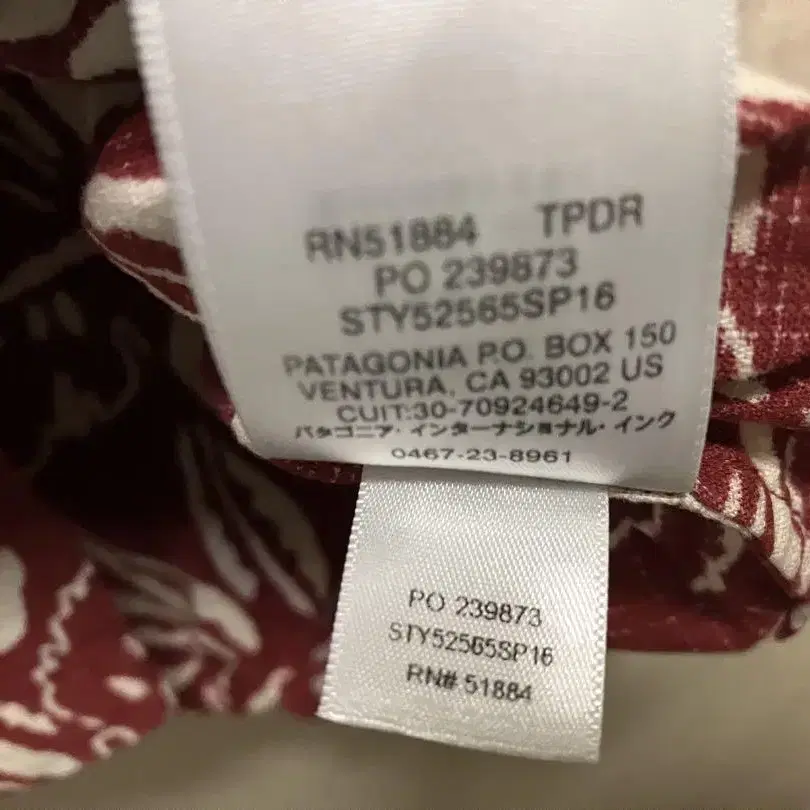 RN51884 TPDR
PO 239873
STY52565SP16
PATAGONIA P.O. BOX 150
VENTURA, CA 93002 US
CUIT:30-70924649-2
パタゴニア・インターナショナル・インク
0467-23-8961
PO 239873
STY52565SP16
RN# 51884